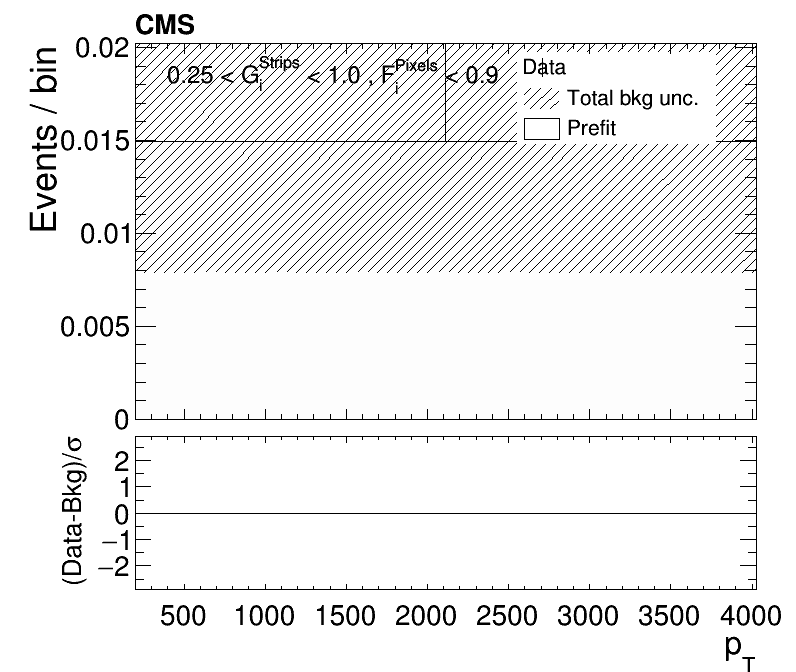 CMS
Events / bin
0.02
0.015
0.01
0.005
0
0.25 < G_i^Strips < 1.0 , F_i^Pixels < 0.9
Data
Total bkg unc.
Prefit
(Data-Bkg)/σ
2
1
0
−1
−2
500 1000 1500 2000 2500 3000 3500 4000
p_T